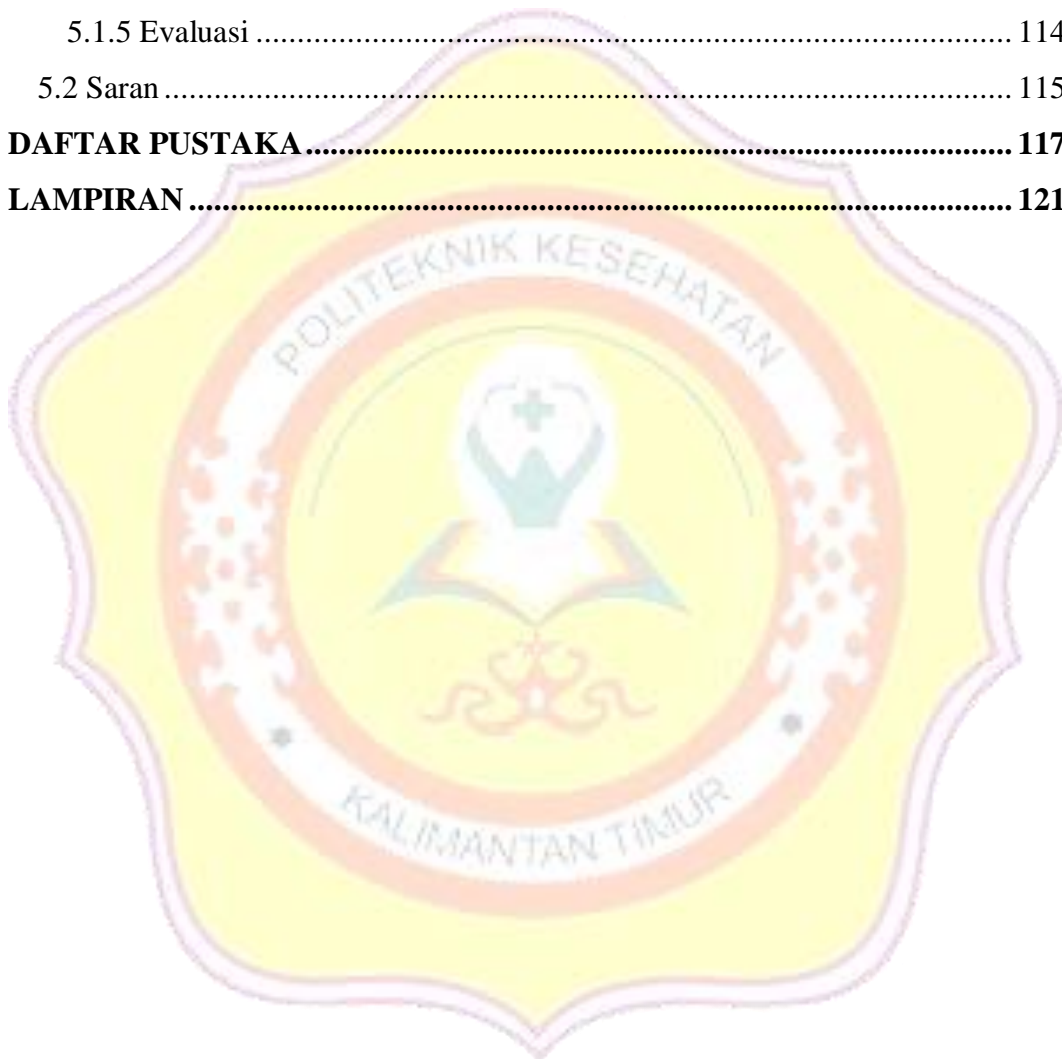 5.1.5 Evaluasi ........................................................................................... 114
5.2 Saran ...................................................................................................... 115
DAFTAR PUSTAKA ..................................................................................... 117
LAMPIRAN ................................................................................................... 121
POLITEKNIK KESEHATAN
KALIMANTAN TIMUR